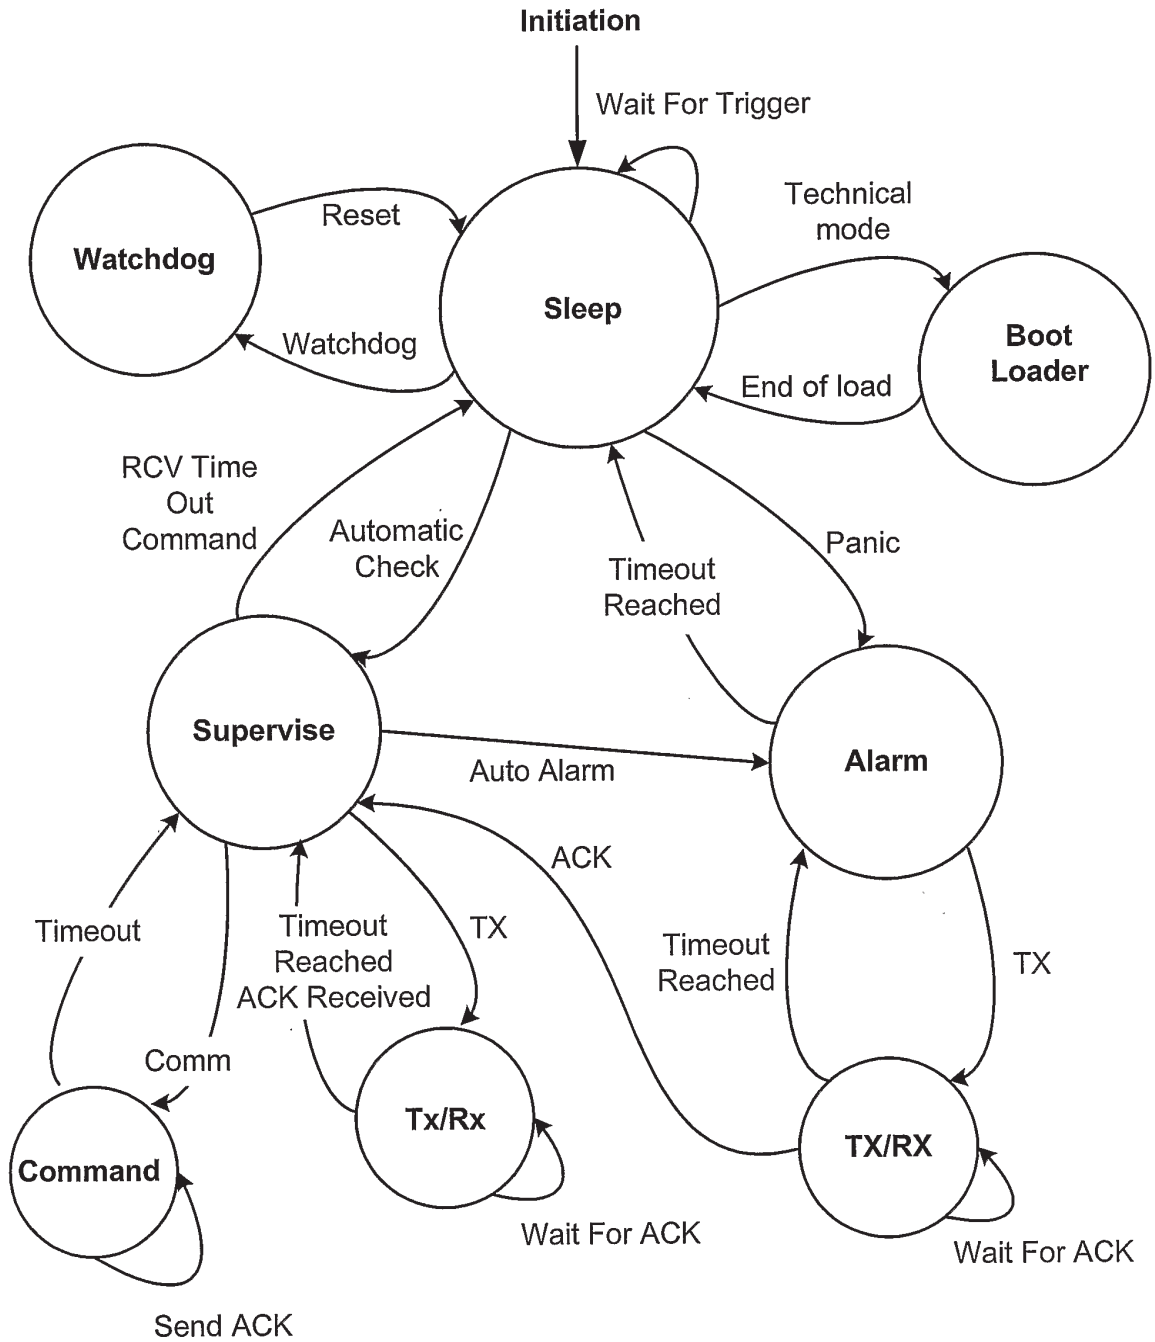 Initiation
Wait For Trigger
Technical
mode
Reset
Watchdog
Sleep
Boot
Loader
Watchdog
End of load
RCV Time
Out
Command
Automatic
Check
Timeout
Reached
Panic
Supervise
Auto Alarm
Alarm
ACK
Timeout
Timeout
Reached
ACK Received
TX
Timeout
Reached
TX
Comm
Command
Tx/Rx
TX/RX
Wait For ACK
Wait For ACK
Send ACK